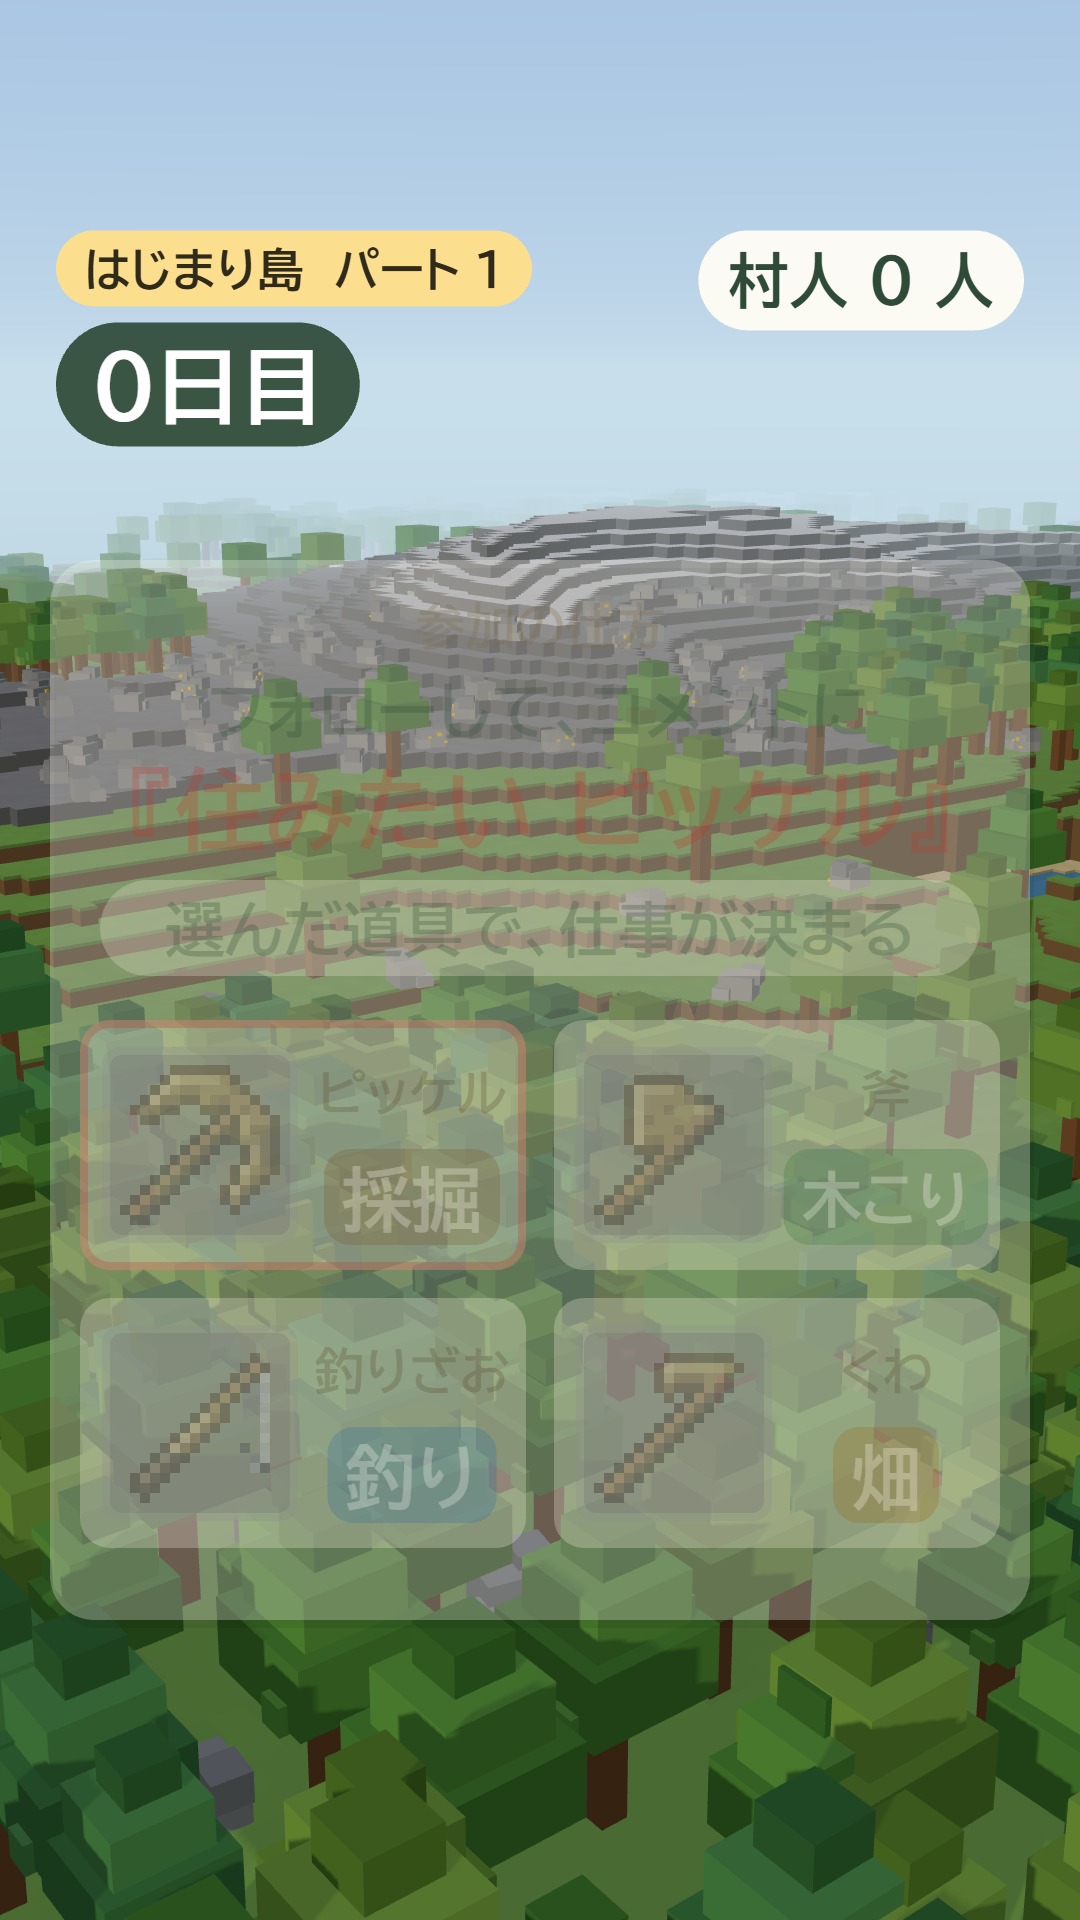 はじまり島 パート 1
村人 0 人
0日目
参加の仕方
フォローして、コメントに
『住みたい ピッケル』
選んだ道具で、仕事が決まる
ピッケル
採掘
斧
木こり
釣りざお
釣り
くわ
畑